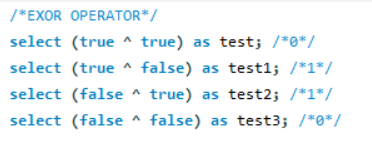 /*EXOR OPERATOR*/
select (true ^ true) as test; /*0*/
select (true ^ false) as test1; /*1*/
select (false ^ true) as test2; /*1*/
select (false ^ false) as test3; /*0*/